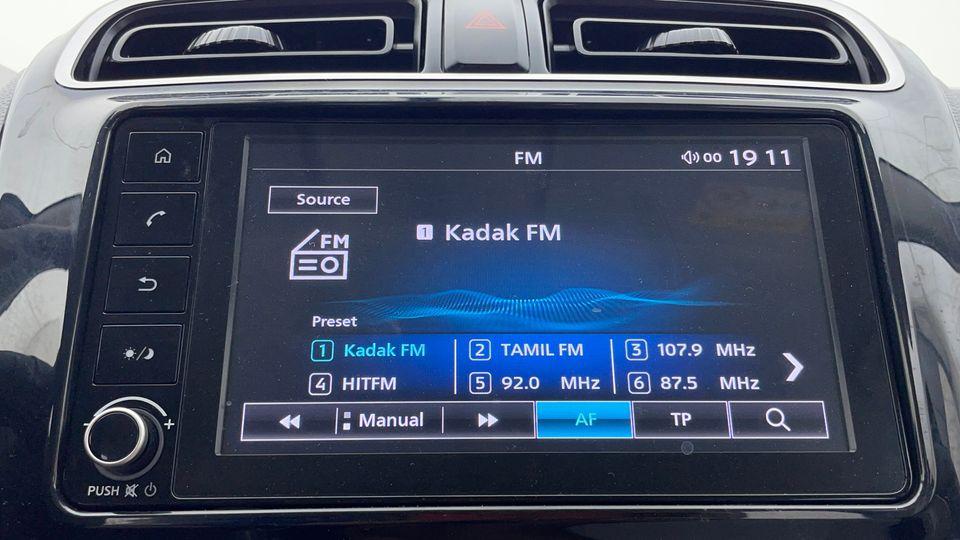 FM 00 19 11
Source
FM
1 Kadak FM
Preset
1 Kadak FM 2 TAMIL FM 3 107.9 MHz
4 HITFM 5 92.0 MHz 6 87.5 MHz
Manual AF TP
- +
PUSH